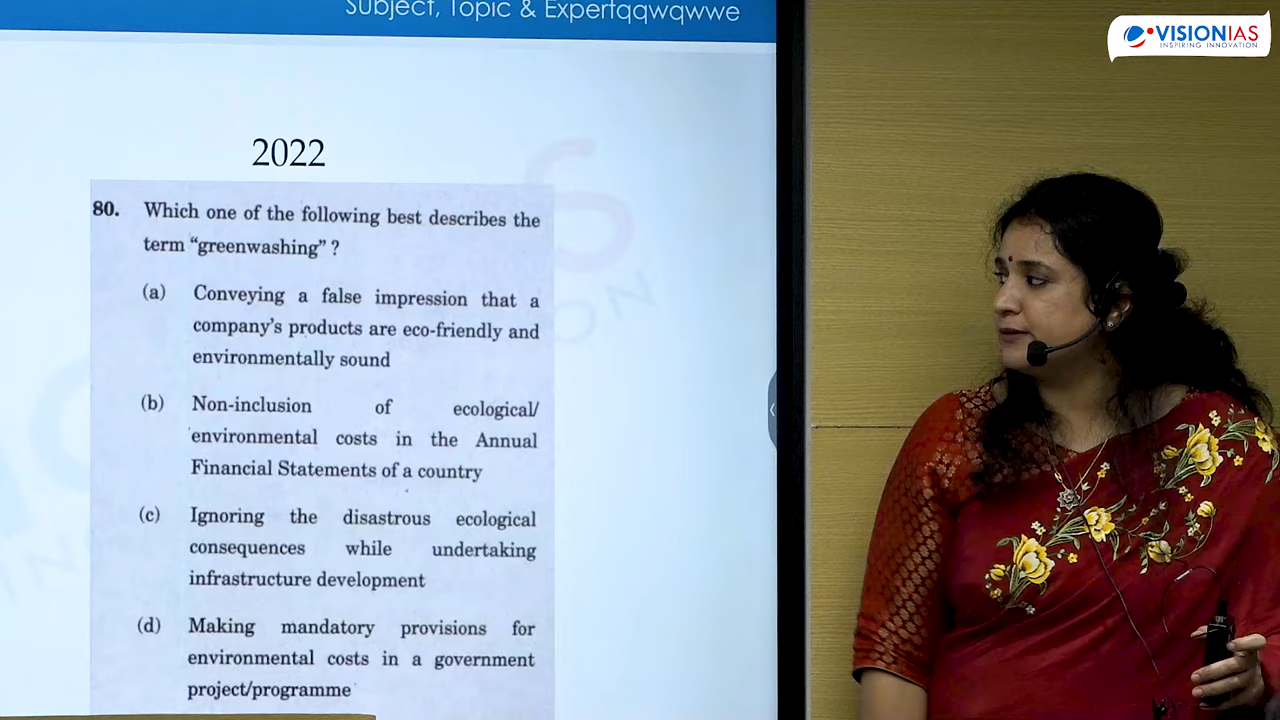 Subject, Topic & Expertqqwqwwe
VISIONIAS
INSPIRING INNOVATION
2022
80. Which one of the following best describes the
term “greenwashing” ?
(a) Conveying a false impression that a
company’s products are eco-friendly and
environmentally sound
(b) Non-inclusion of ecological/
environmental costs in the Annual
Financial Statements of a country
(c) Ignoring the disastrous ecological
consequences while undertaking
infrastructure development
(d) Making mandatory provisions for
environmental costs in a government
project/programme